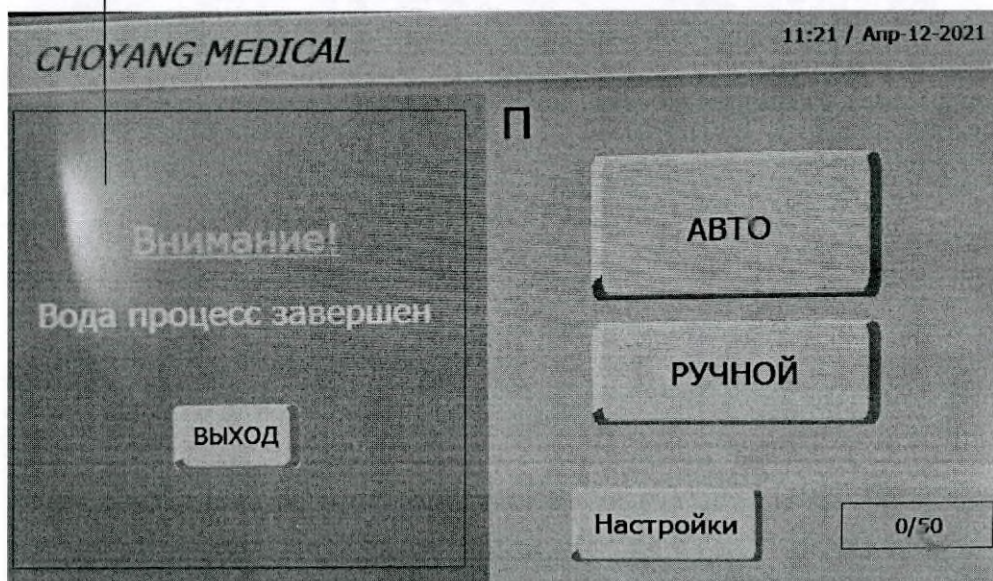 CHOYANG MEDICAL
11:21 / Апр-12-2021
Внимание!
Вода процесс завершен
ВЫХОД
П
АВТО
РУЧНОЙ
Настройки
0/50